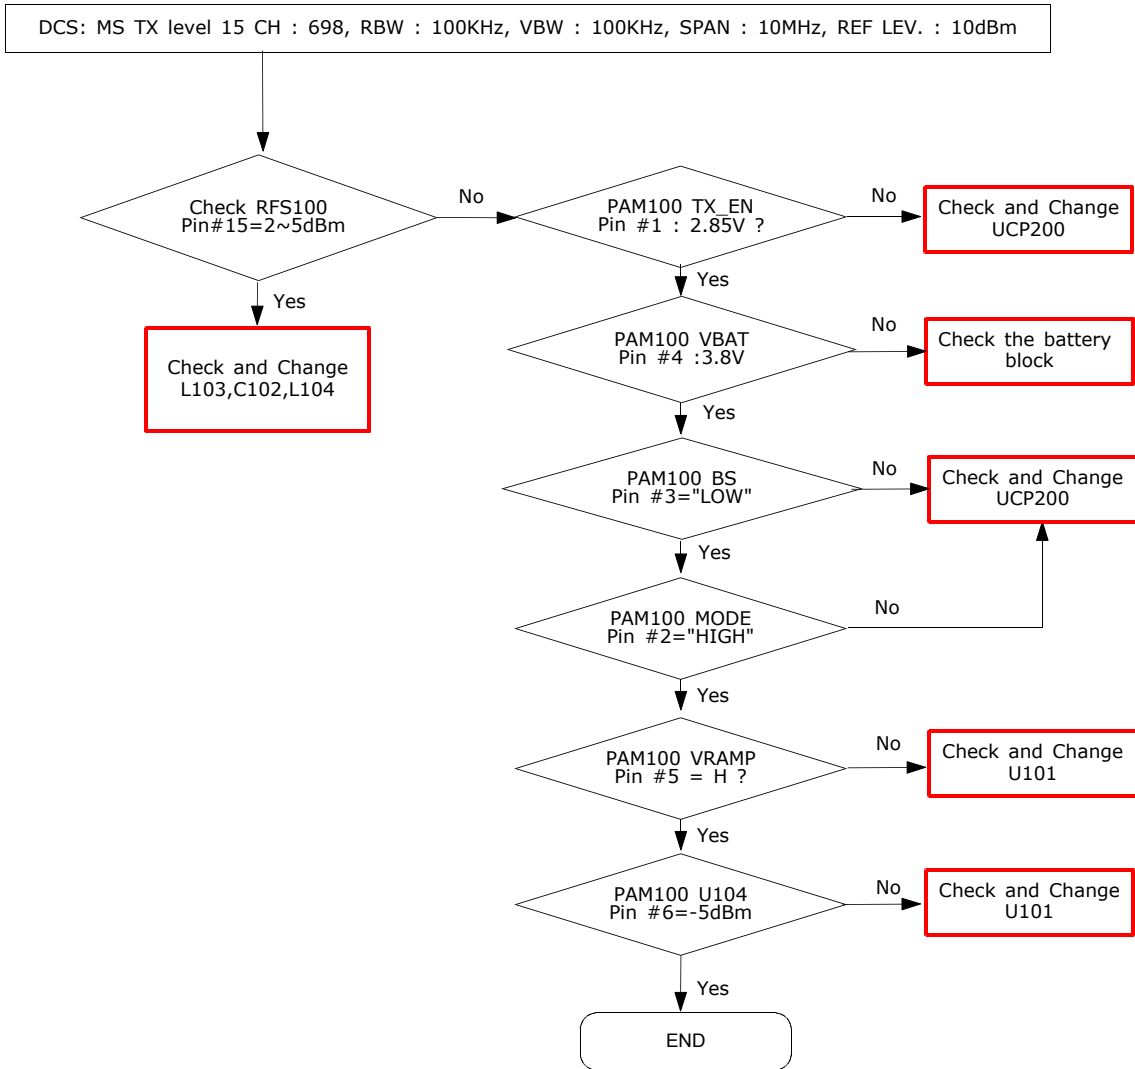 DCS: MS TX level 15 CH : 698, RBW : 100KHz, VBW : 100KHz, SPAN : 10MHz, REF LEV. : 10dBm
Check RFS100
Pin#15=2~5dBm
No
PAM100 TX_EN
Pin #1 : 2.85V ?
No
Check and Change
UCP200
Yes
Check and Change
L103,C102,L104
Yes
PAM100 VBAT
Pin #4 :3.8V
No
Check the battery
block
Yes
PAM100 BS
Pin #3="LOW"
No
Check and Change
UCP200
Yes
PAM100 MODE
Pin #2="HIGH"
No
Yes
PAM100 VRAMP
Pin #5 = H ?
No
Check and Change
U101
Yes
PAM100 U104
Pin #6=-5dBm
No
Check and Change
U101
Yes
END